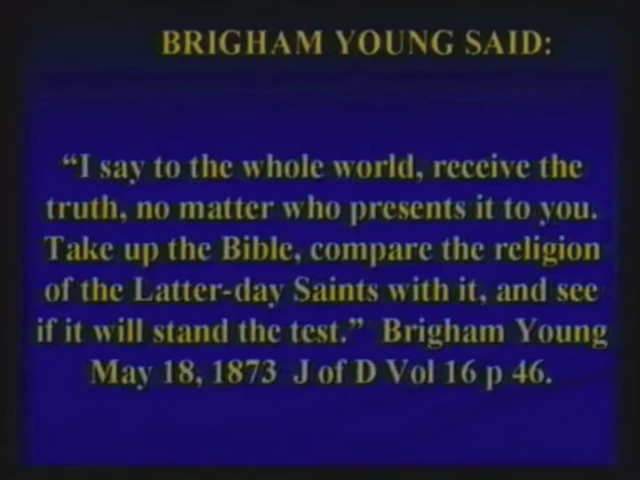 BRIGHAM YOUNG SAID:
“I say to the whole world, receive the
truth, no matter who presents it to you.
Take up the Bible, compare the religion
of the Latter-day Saints with it, and see
if it will stand the test.”  Brigham Young
May 18, 1873  J of D Vol 16 p 46.